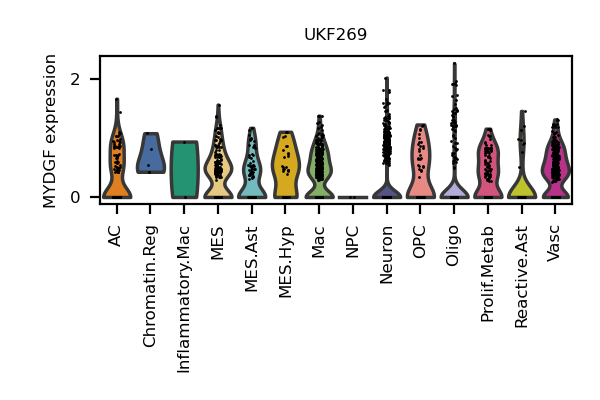 UKF269
MYDGF expression
2
0
AC
Chromatin.Reg
Inflammatory.Mac
MES
MES.Ast
MES.Hyp
Mac
NPC
Neuron
OPC
Oligo
Prolif.Metab
Reactive.Ast
Vasc